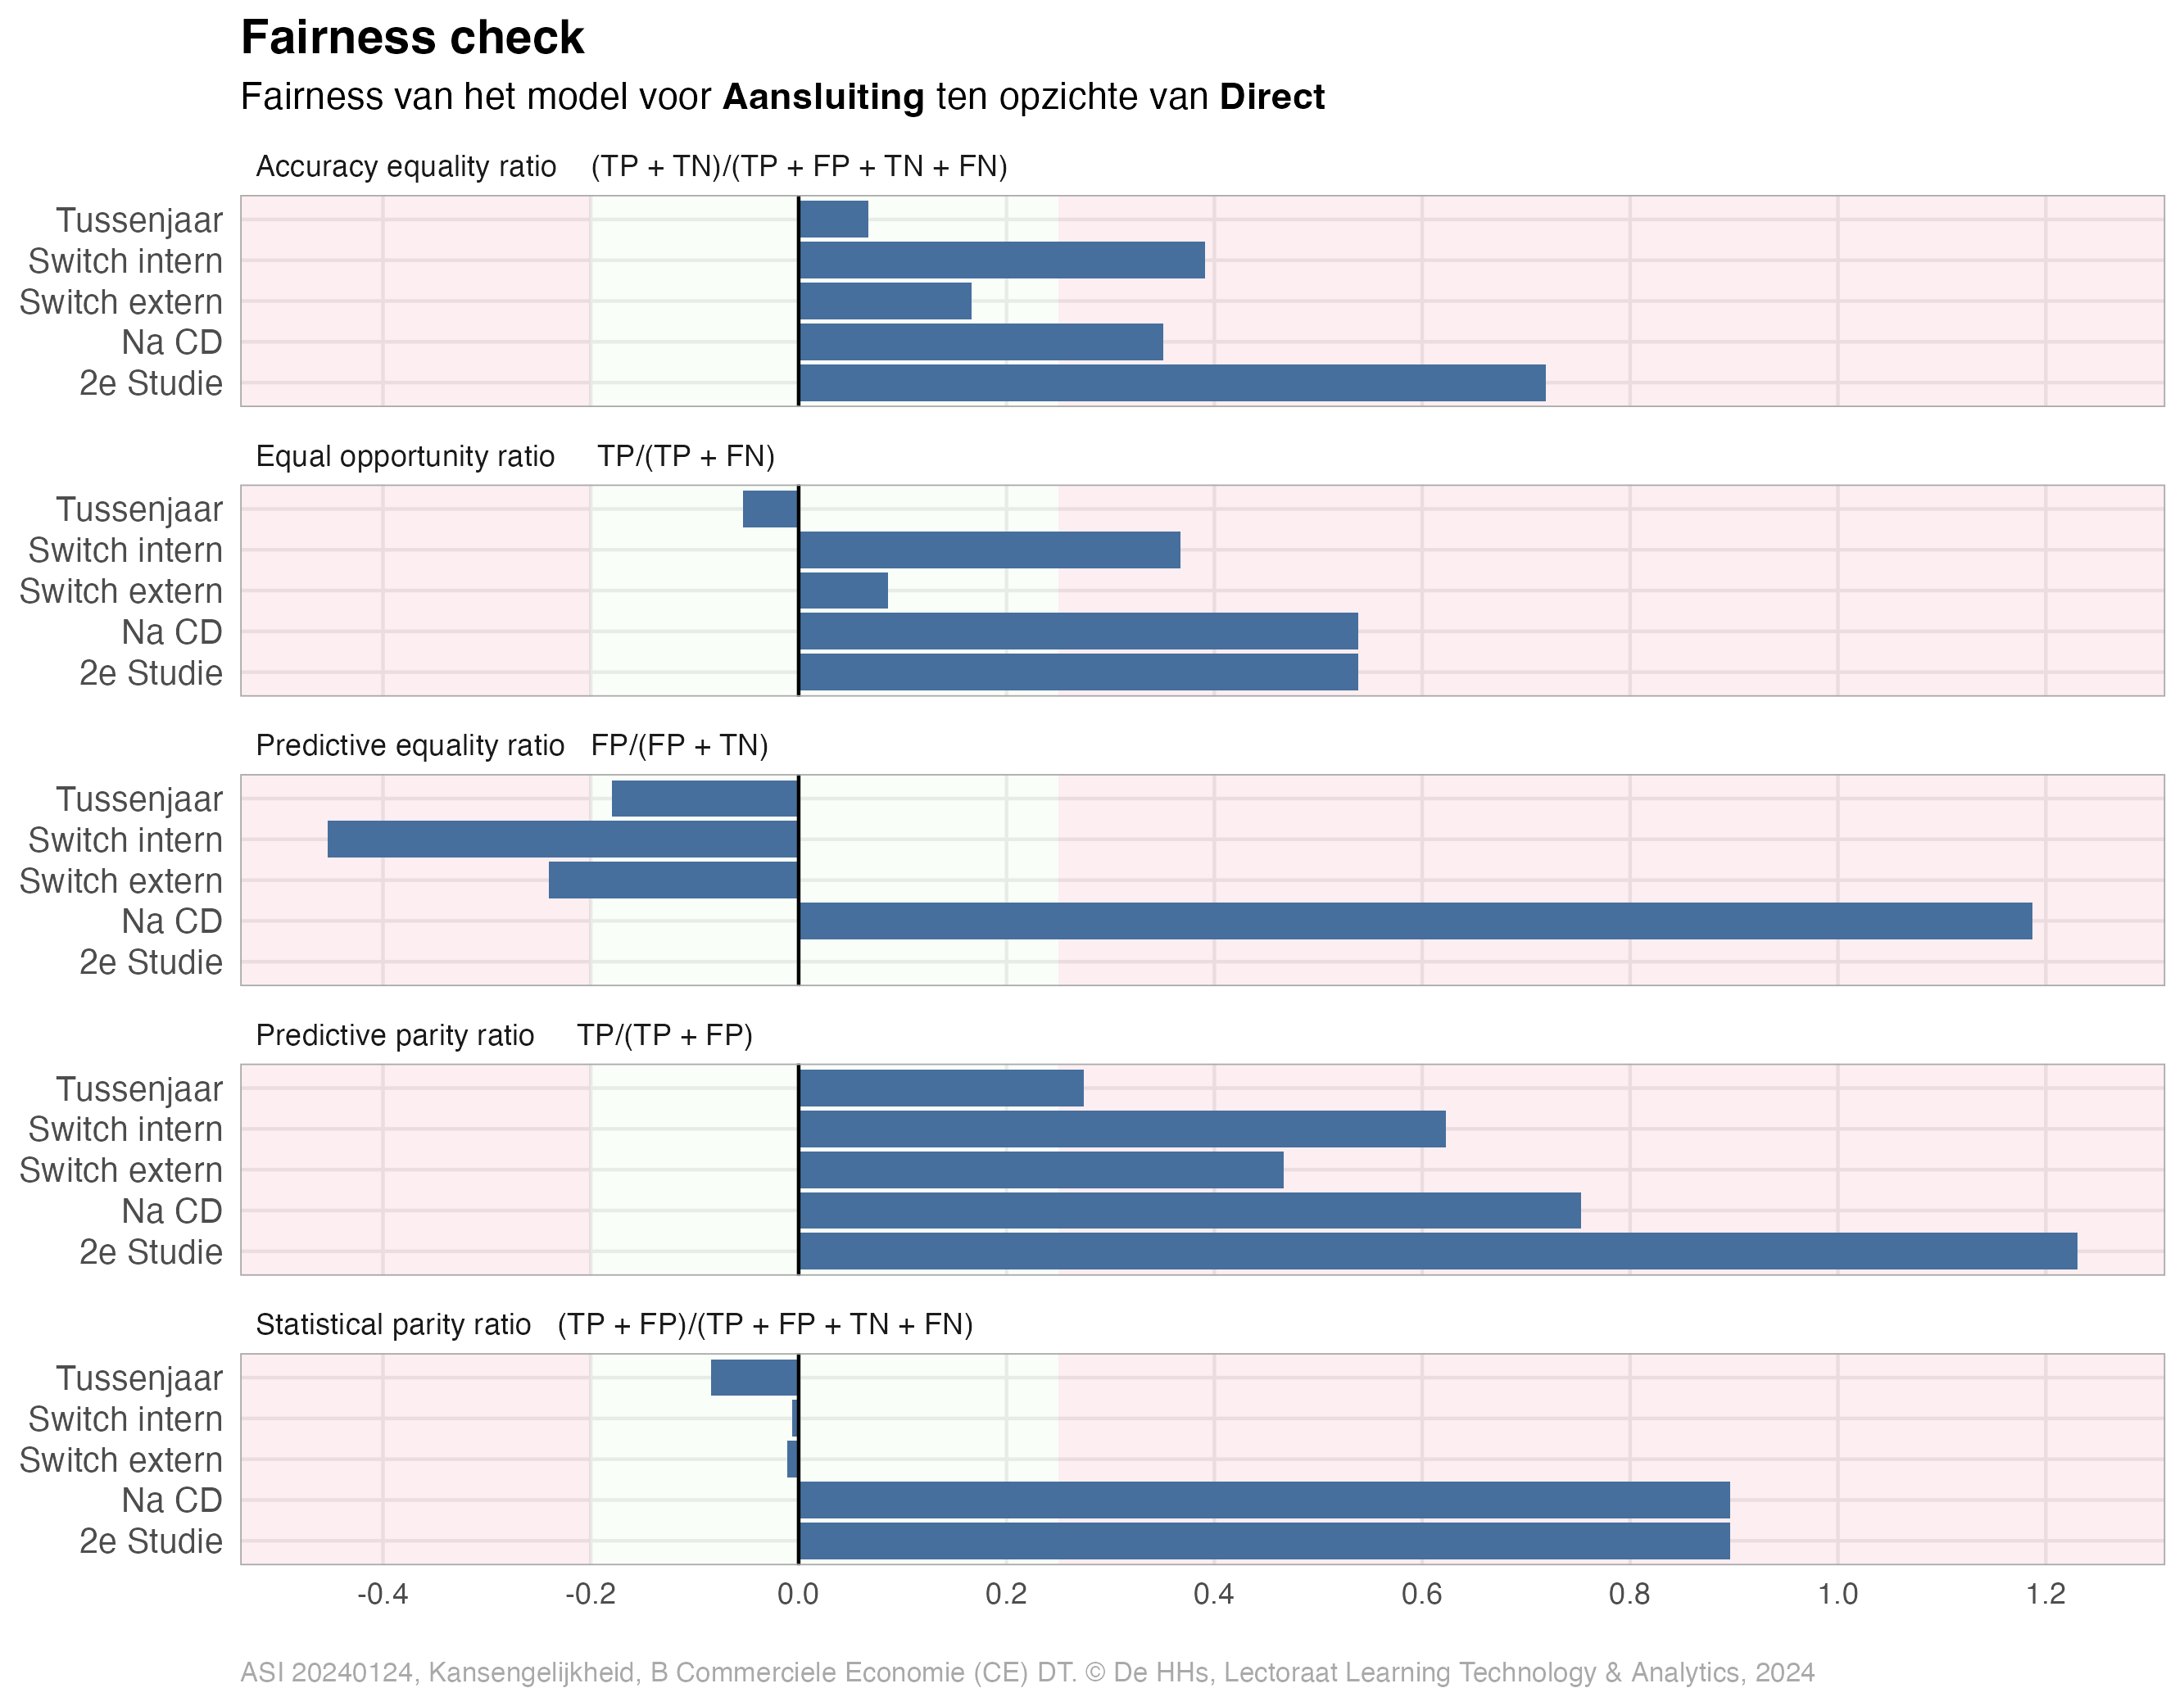 Fairness check
Fairness van het model voor Aansluiting ten opzichte van Direct
Accuracy equality ratio (TP + TN)/(TP + FP + TN + FN)
Tussenjaar
Switch intern
Switch extern
Na CD
2e Studie
Equal opportunity ratio TP/(TP + FN)
Tussenjaar
Switch intern
Switch extern
Na CD
2e Studie
Predictive equality ratio FP/(FP + TN)
Tussenjaar
Switch intern
Switch extern
Na CD
2e Studie
Predictive parity ratio TP/(TP + FP)
Tussenjaar
Switch intern
Switch extern
Na CD
2e Studie
Statistical parity ratio (TP + FP)/(TP + FP + TN + FN)
Tussenjaar
Switch intern
Switch extern
Na CD
2e Studie
-0.4 -0.2 0.0 0.2 0.4 0.6 0.8 1.0 1.2
ASI 20240124, Kansengelijkheid, B Commerciele Economie (CE) DT. © De HHs, Lectoraat Learning Technology & Analytics, 2024